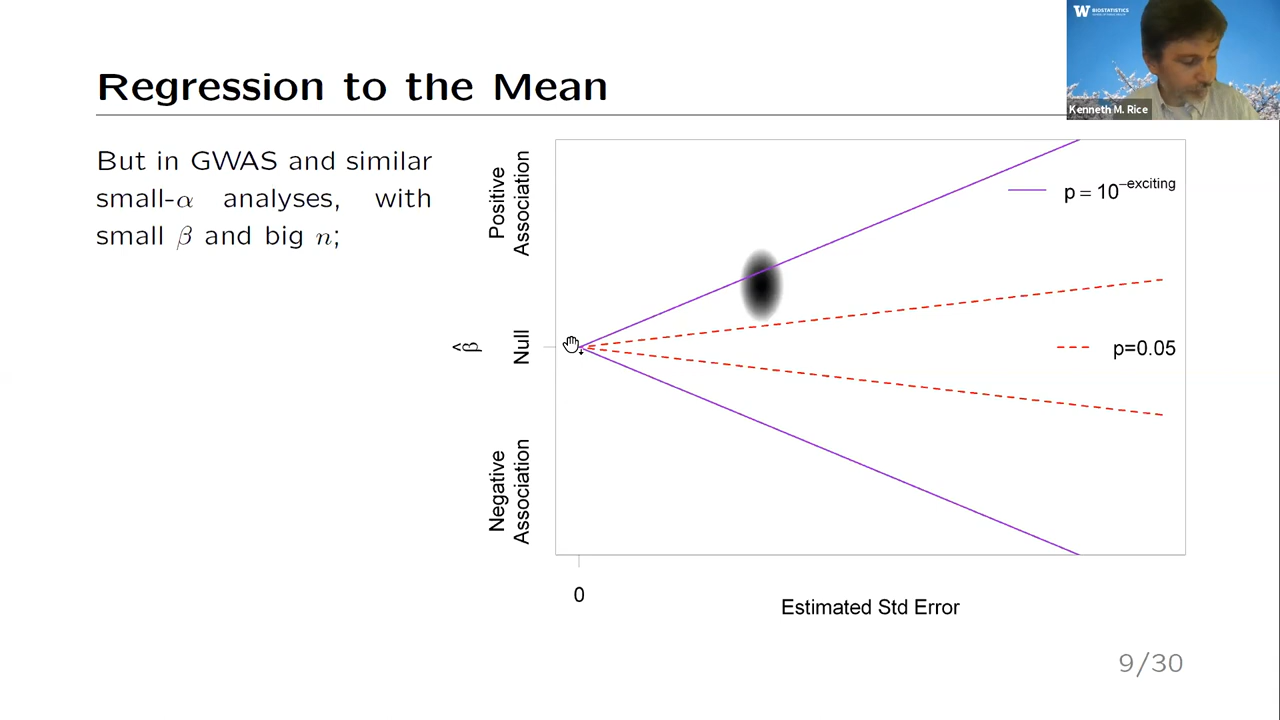 W BIOSTATISTICS
Kenneth M. Rice
Regression to the Mean
But in GWAS and similar
small-α analyses, with
small β and big n;
Positive
Association
p = 10^−exciting
β̂
Null
p=0.05
Negative
Association
0
Estimated Std Error
9/30